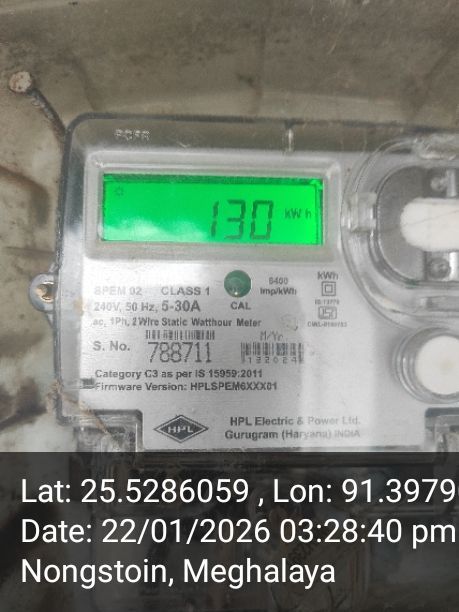 130 kWh
SPEM 02 CLASS 1
6400
imp/kWh
kWh
240V, 50 Hz, 5-30A
CAL
ac, 1Ph, 2Wire Static Watthour Meter
M/Yr
S. No. 788711
Category C3 as per IS 15959:2011
Firmware Version: HPLSPEM6XXX01
HPL
HPL Electric & Power Ltd.
Gurugram (Haryana) INDIA
Lat: 25.5286059 , Lon: 91.3979
Date: 22/01/2026 03:28:40 pm
Nongstoin, Meghalaya